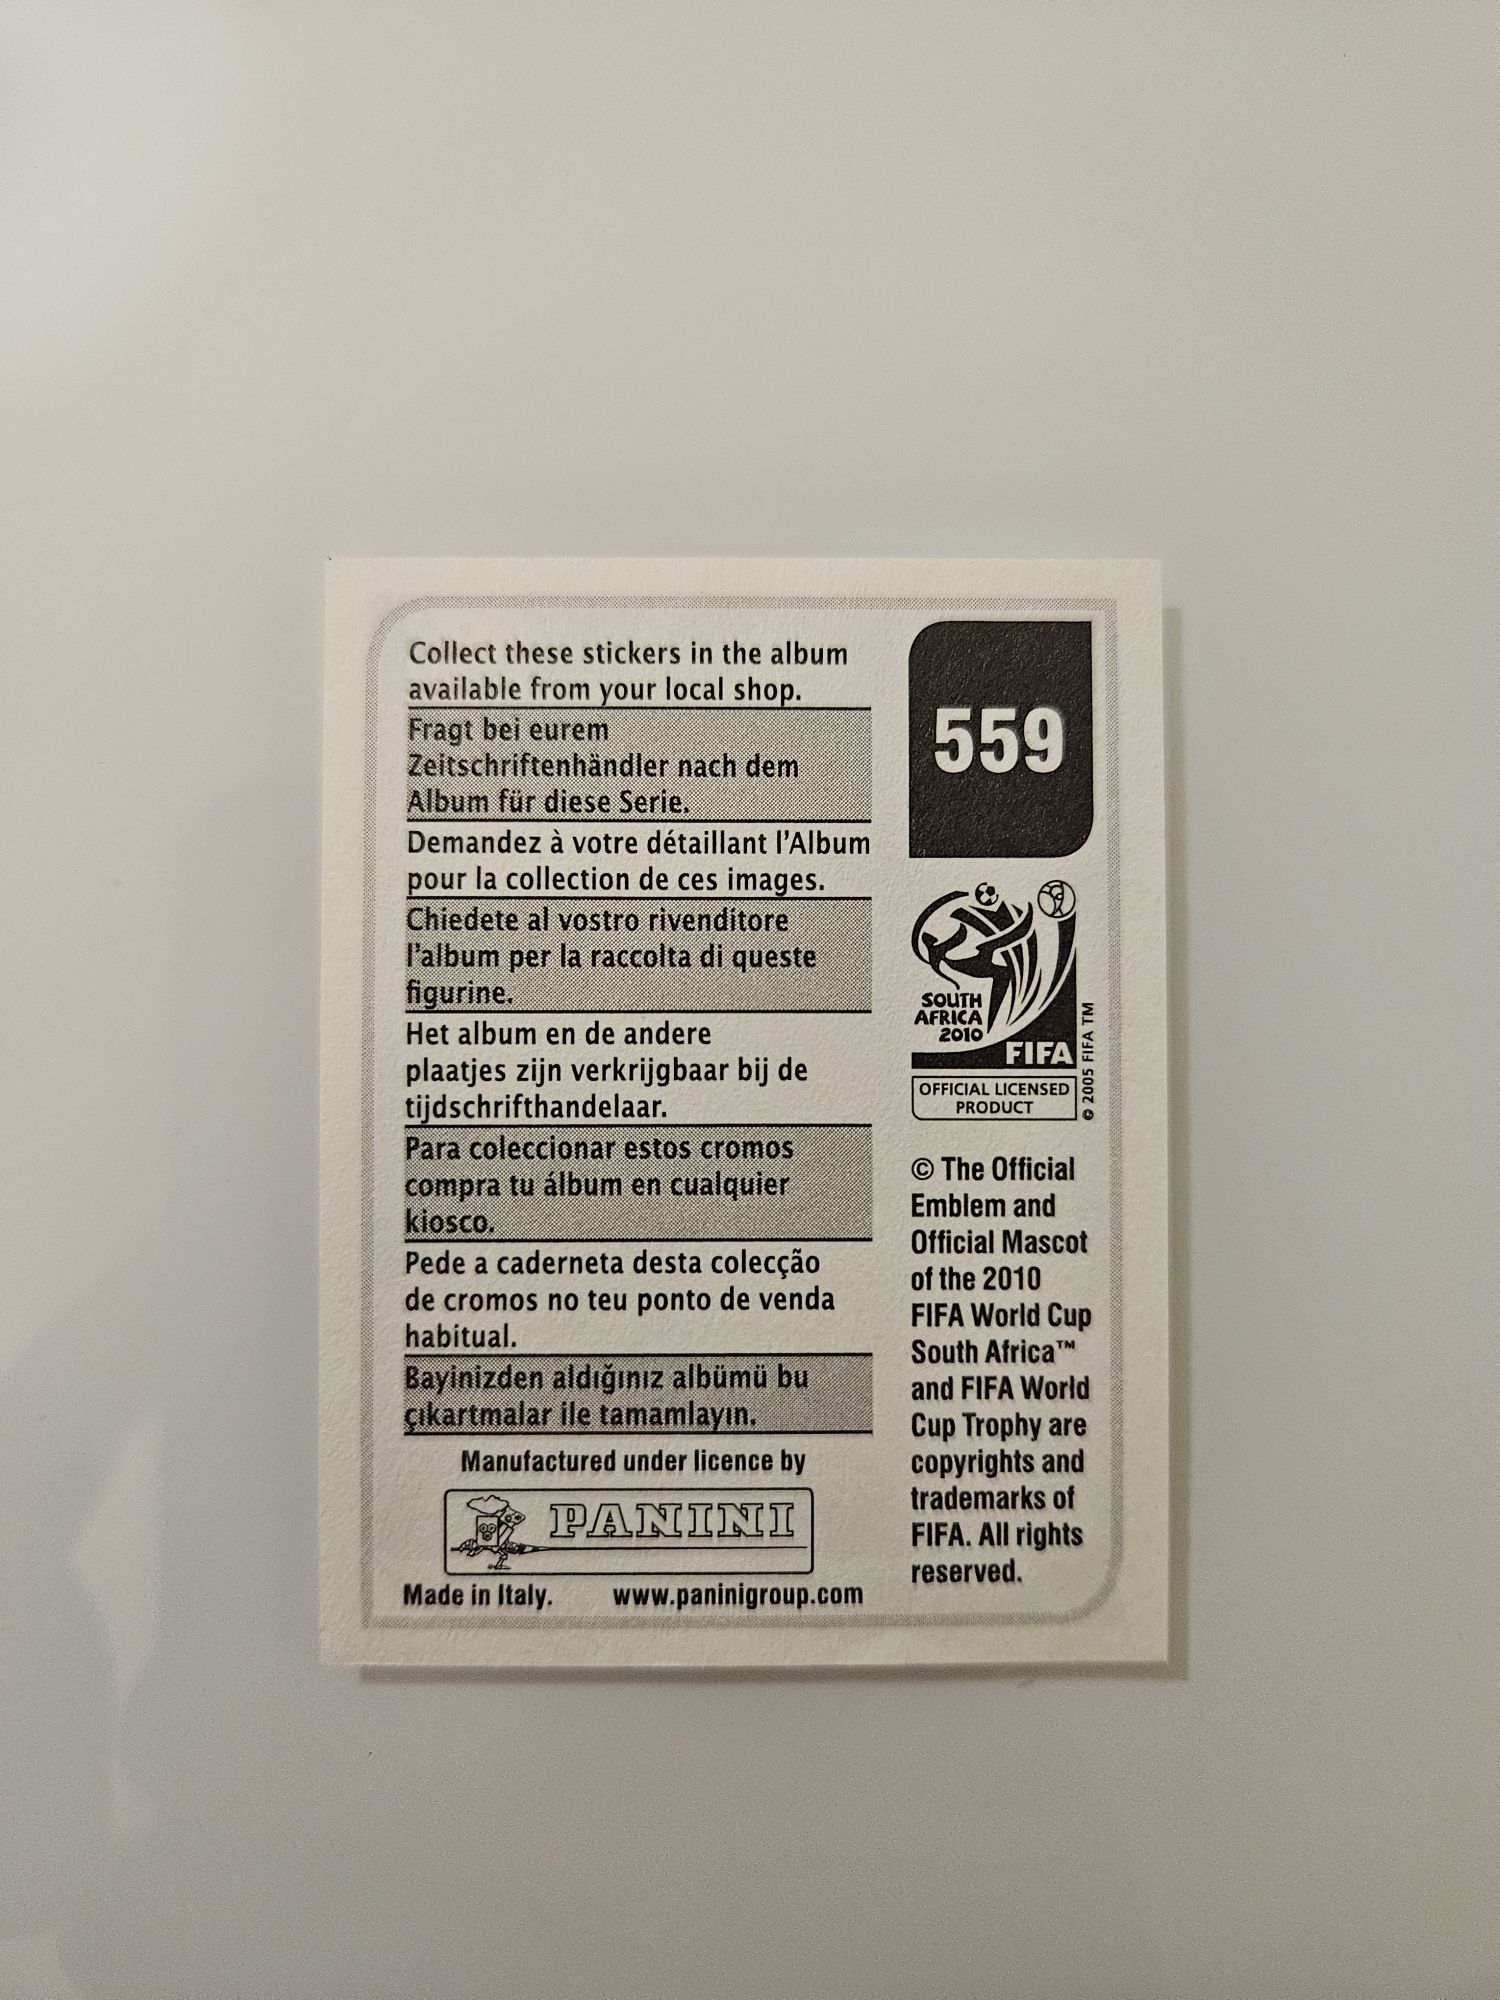 Collect these stickers in the album
available from your local shop.
Fragt bei eurem
Zeitschriftenhändler nach dem
Album für diese Serie.
Demandez à votre détaillant l'Album
pour la collection de ces images.
Chiedete al vostro rivenditore
l'album per la raccolta di queste
figurine.
Het album en de andere
plaatjes zijn verkrijgbaar bij de
tijdschrifthandelaar.
Para coleccionar estos cromos
compra tu álbum en cualquier
kiosco.
Pede a caderneta desta colecção
de cromos no teu ponto de venda
habitual.
Bayinizden aldığınız albümü bu
çıkartmalar ile tamamlayın.
Manufactured under licence by
PANINI
Made in Italy. www.paninigroup.com
559
SOUTH
AFRICA
2010
FIFA
OFFICIAL LICENSED
PRODUCT
© 2005 FIFA TM
© The Official
Emblem and
Official Mascot
of the 2010
FIFA World Cup
South Africa™
and FIFA World
Cup Trophy are
copyrights and
trademarks of
FIFA. All rights
reserved.